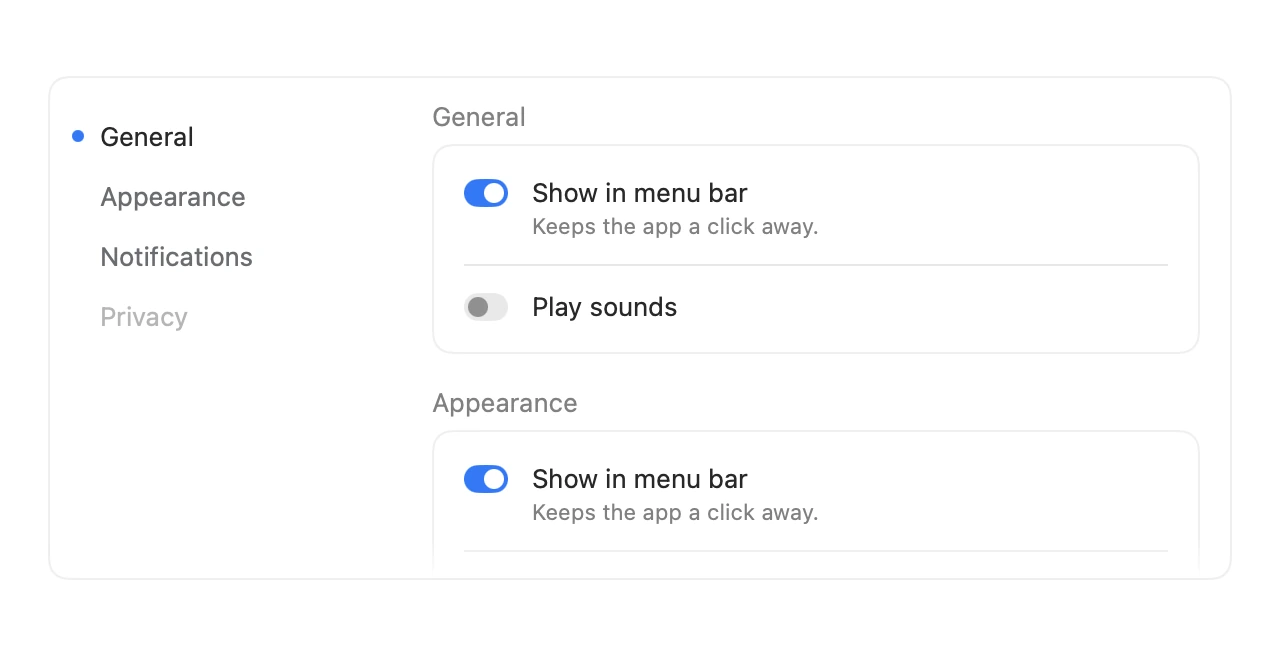 General
Appearance
Notifications
Privacy
General
Show in menu bar
Keeps the app a click away.
Play sounds
Appearance
Show in menu bar
Keeps the app a click away.